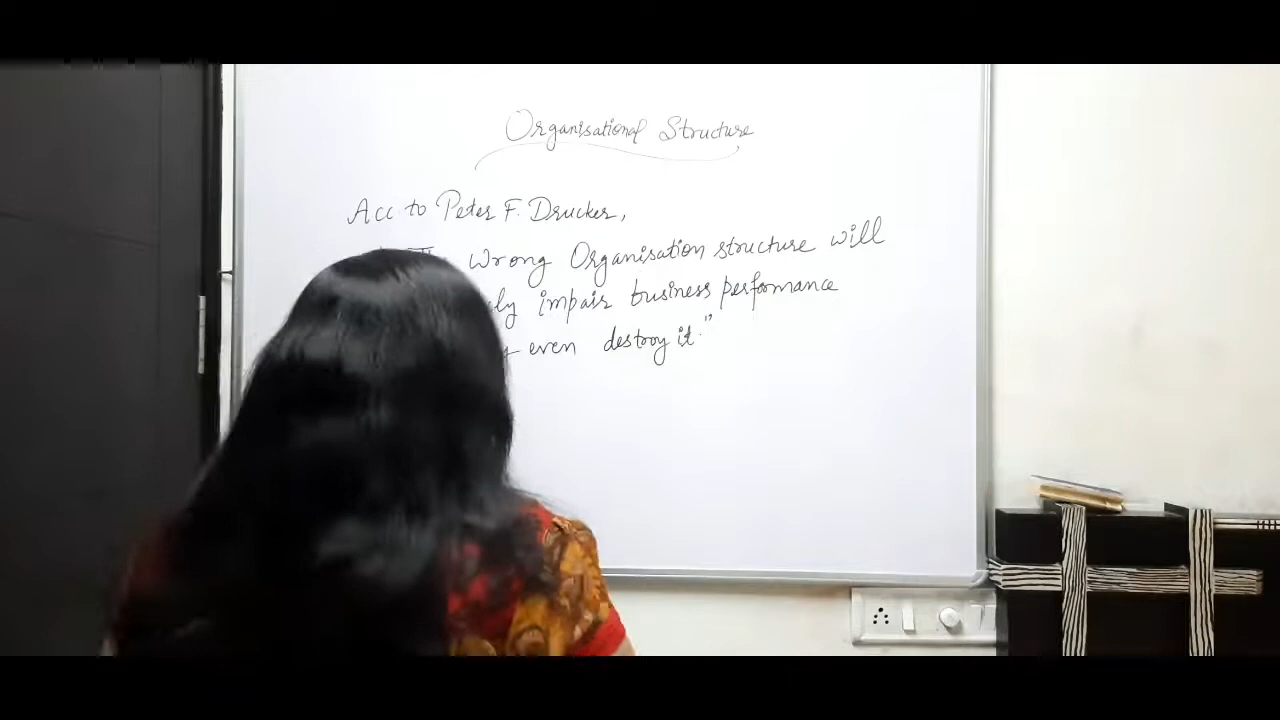 Organisational Structure
Acc to Peter F. Drucker,
Wrong Organisation structure will
impair business performance
even destroy it."